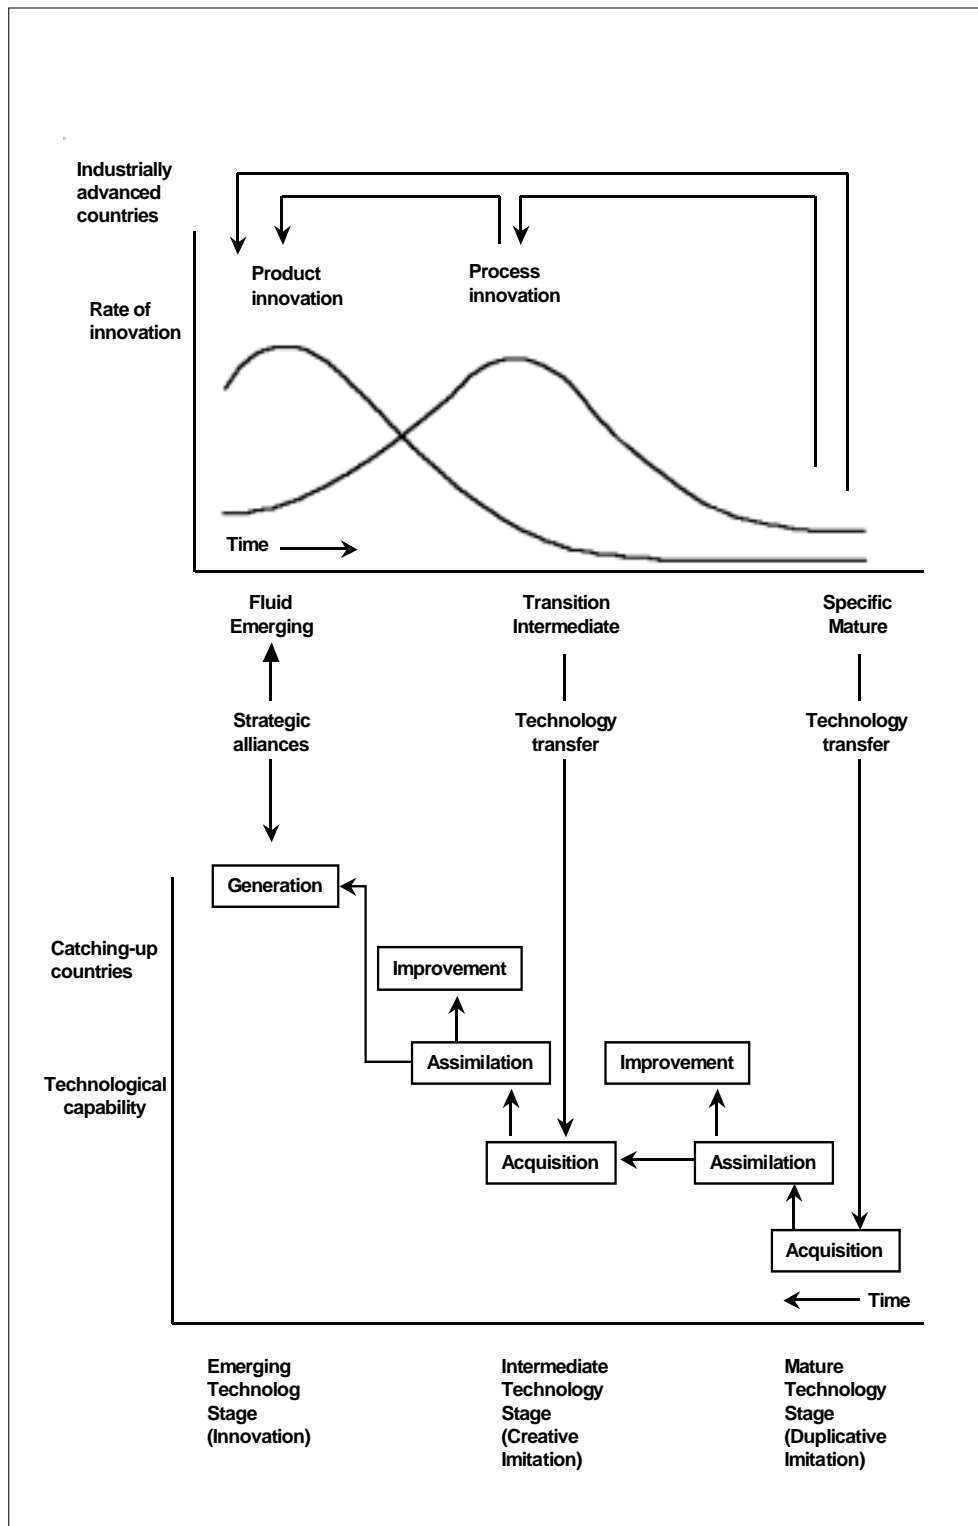 Industrially
advanced
countries
Product
innovation
Process
innovation
Rate of
innovation
Time
Fluid
Emerging
Transition
Intermediate
Specific
Mature
Strategic
alliances
Technology
transfer
Technology
transfer
Generation
Catching-up
countries
Improvement
Assimilation
Improvement
Technological
capability
Acquisition
Assimilation
Acquisition
Time
Emerging
Technolog
Stage
(Innovation)
Intermediate
Technology
Stage
(Creative
Imitation)
Mature
Technology
Stage
(Duplicative
Imitation)